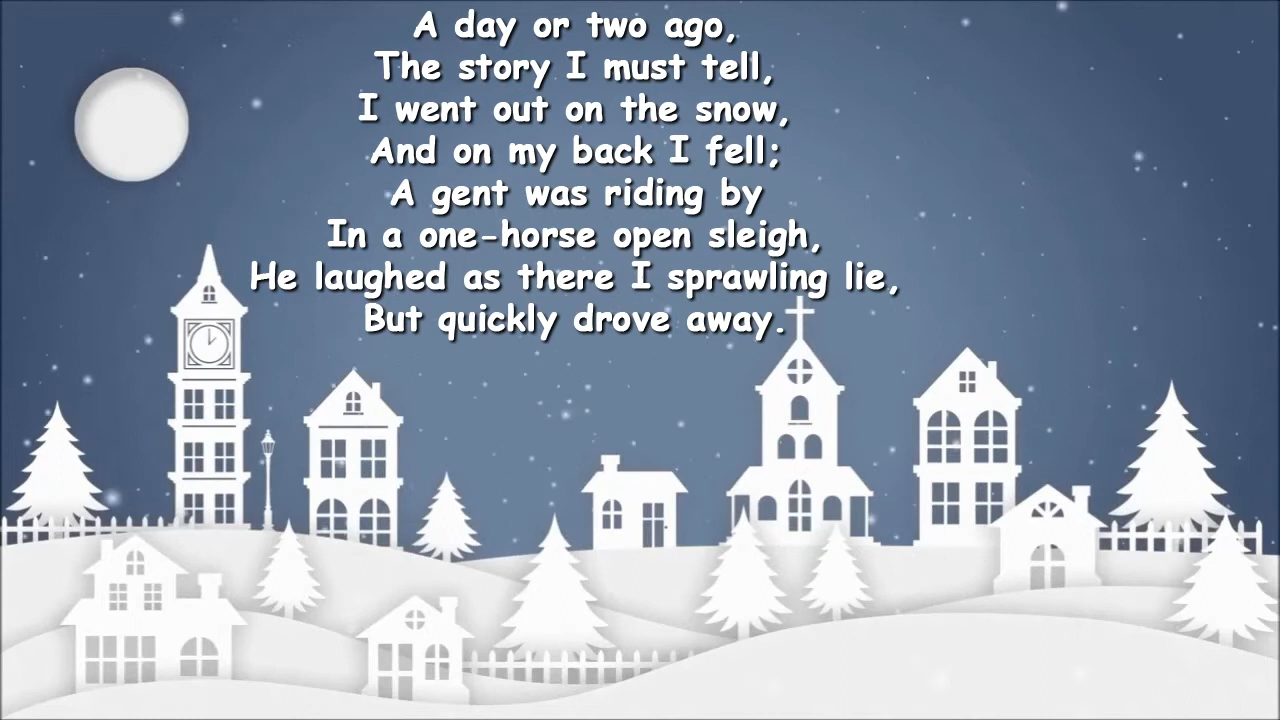 A day or two ago,
The story I must tell,
I went out on the snow,
And on my back I fell;
A gent was riding by
In a one-horse open sleigh,
He laughed as there I sprawling lie,
But quickly drove away.